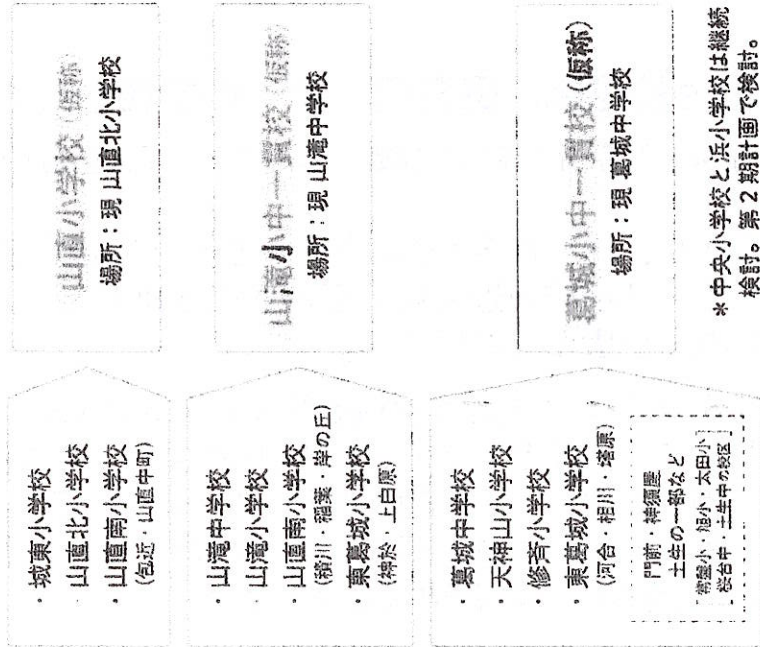 ・城東小学校
・山直北小学校
・山直南小学校
(包近・山直中町)
山直小学校(仮称)
場所：現 山直北小学校
・山滝中学校
・山滝小学校
・山直南小学校
(積川・稲葉・岸の丘)
・東葛城小学校
(神於・上白原)
山滝小中一貫校(仮称)
場所：現 山滝中学校
・葛城中学校
・天神山小学校
・修斉小学校
・東葛城小学校
(河合・相川・塔原)
門前・神須屋
土生の一部など
常盤小・旭小・太田小
桜台中・土生中の校区
葛城小中一貫校(仮称)
場所：現 葛城中学校
*中央小学校と浜小学校は継続
検討。第2期計画で検討。